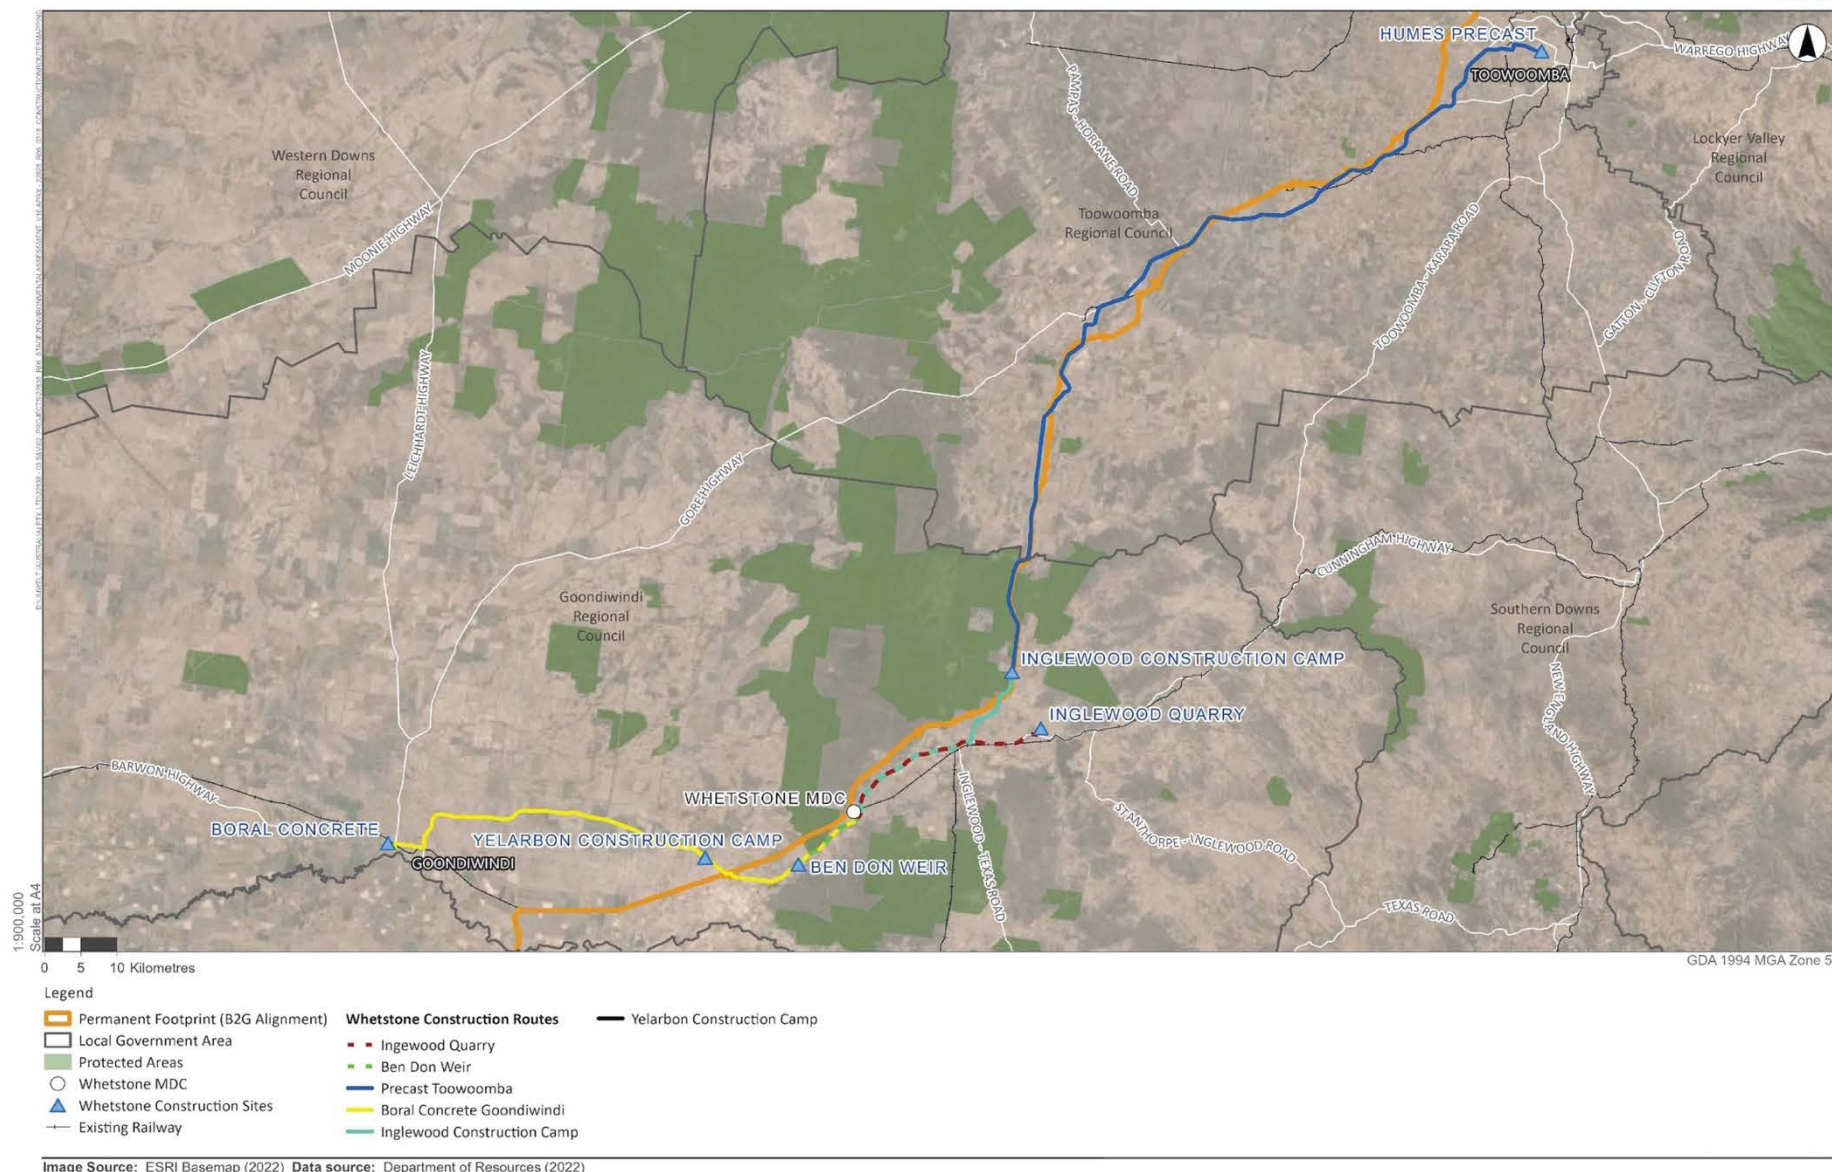 HUMES PRECAST
WARREGO HIGHWAY
TOOWOOMBA
PAMPAS - HORRANE ROAD
Western Downs
Regional
Council
Lockyer Valley
Regional
Council
Toowoomba
Regional Council
MOONIE HIGHWAY
TOOWOOMBA - KARARA ROAD
GATTON - CLIFTON ROAD
LEICHHARDT HIGHWAY
GORE HIGHWAY
CUNNINGHAM HIGHWAY
Goondiwindi
Regional
Council
Southern Downs
Regional
Council
INGLEWOOD CONSTRUCTION CAMP
NEW ENGLAND HIGHWAY
INGLEWOOD QUARRY
BARWON HIGHWAY
WHETSTONE MDC
INGLEWOOD - TEXAS ROAD
STANTHORPE - INGLEWOOD ROAD
BORAL CONCRETE
YELARBON CONSTRUCTION CAMP
GOONDIWINDI
BEN DON WEIR
TEXAS ROAD
1:900,000
Scale at A4
0 5 10 Kilometres
GDA 1994 MGA Zone 5
Legend
Permanent Footprint (B2G Alignment)
Local Government Area
Protected Areas
Whetstone MDC
Whetstone Construction Sites
Existing Railway
Whetstone Construction Routes
Ingewood Quarry
Ben Don Weir
Precast Toowoomba
Boral Concrete Goondiwindi
Inglewood Construction Camp
Yelarbon Construction Camp
Image Source: ESRI Basemap (2022) Data source: Department of Resources (2022)